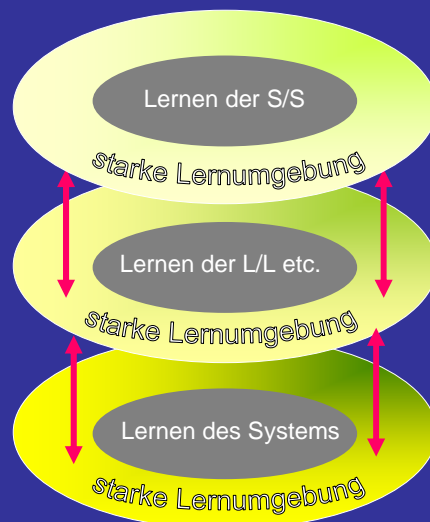 Lernen der S/S
starke Lernumgebung
Lernen der L/L etc.
starke Lernumgebung
Lernen des Systems
starke Lernumgebung